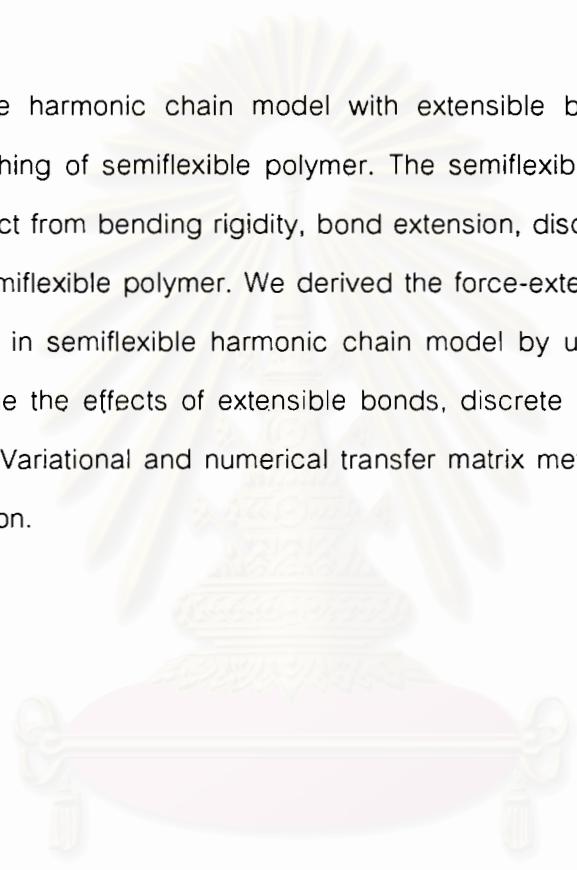 e harmonic chain model with extensible b
hing of semiflexible polymer. The semiflexib
ct from bending rigidity, bond extension, disc
miflexible polymer. We derived the force-exte
in semiflexible harmonic chain model by u
e the effects of extensible bonds, discrete
Variational and numerical transfer matrix me
on.